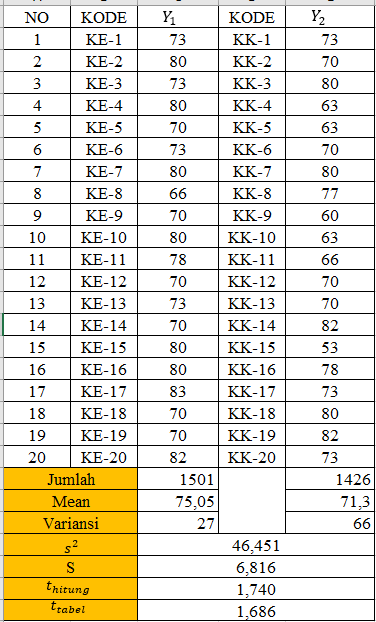 NO KODE Y₁ KODE Y₂
1 KE-1 73 KK-1 73
2 KE-2 80 KK-2 70
3 KE-3 73 KK-3 80
4 KE-4 80 KK-4 63
5 KE-5 70 KK-5 63
6 KE-6 73 KK-6 70
7 KE-7 80 KK-7 80
8 KE-8 66 KK-8 77
9 KE-9 70 KK-9 60
10 KE-10 80 KK-10 63
11 KE-11 78 KK-11 66
12 KE-12 70 KK-12 70
13 KE-13 73 KK-13 70
14 KE-14 70 KK-14 82
15 KE-15 80 KK-15 53
16 KE-16 80 KK-16 78
17 KE-17 83 KK-17 73
18 KE-18 70 KK-18 80
19 KE-19 70 KK-19 82
20 KE-20 82 KK-20 73
Jumlah 1501 1426
Mean 75,05 71,3
Variansi 27 66
s² 46,451
S 6,816
t_hitung 1,740
t_tabel 1,686